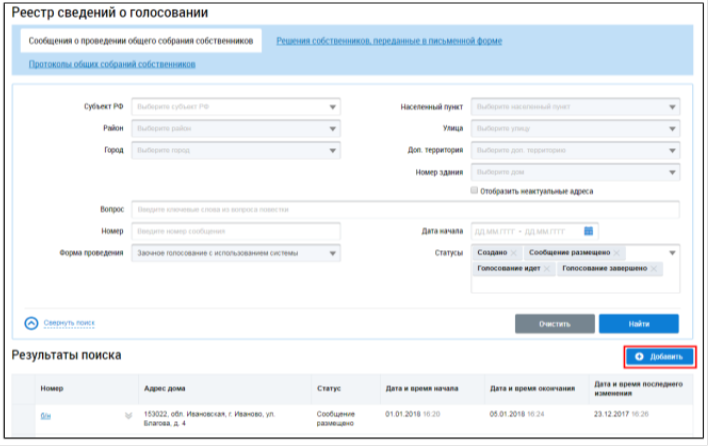 Реестр сведений о голосовании
Сообщения о проведении общего собрания собственников
Решения собственников, переданные в письменной форме
Протоколы общих собраний собственников
Субъект РФ Выберите субъект РФ
Населенный пункт Выберите населенный пункт
Район Выберите район
Улица Выберите улицу
Город Выберите город
Доп. территория Выберите доп. территорию
Номер здания Выберите дом
Отобразить неактуальные адреса
Вопрос Введите ключевые слова из вопроса повестки
Номер Введите номер сообщения
Дата начала ДД.ММ.ГГГГ - ДД.ММ.ГГГГ
Форма проведения Заочное голосование с использованием системы
Статусы Создано × Сообщение размещено ×
Голосование идет × Голосование завершено ×
Свернуть поиск
Очистить Найти
Результаты поиска
Добавить
Номер Адрес дома Статус Дата и время начала Дата и время окончания Дата и время последнего
изменения
б/н 153022, обл. Ивановская, г. Иваново, ул. Сообщение 01.01.2018 16:20 05.01.2018 16:24 23.12.2017 16:26
Благова, д. 4 размещено